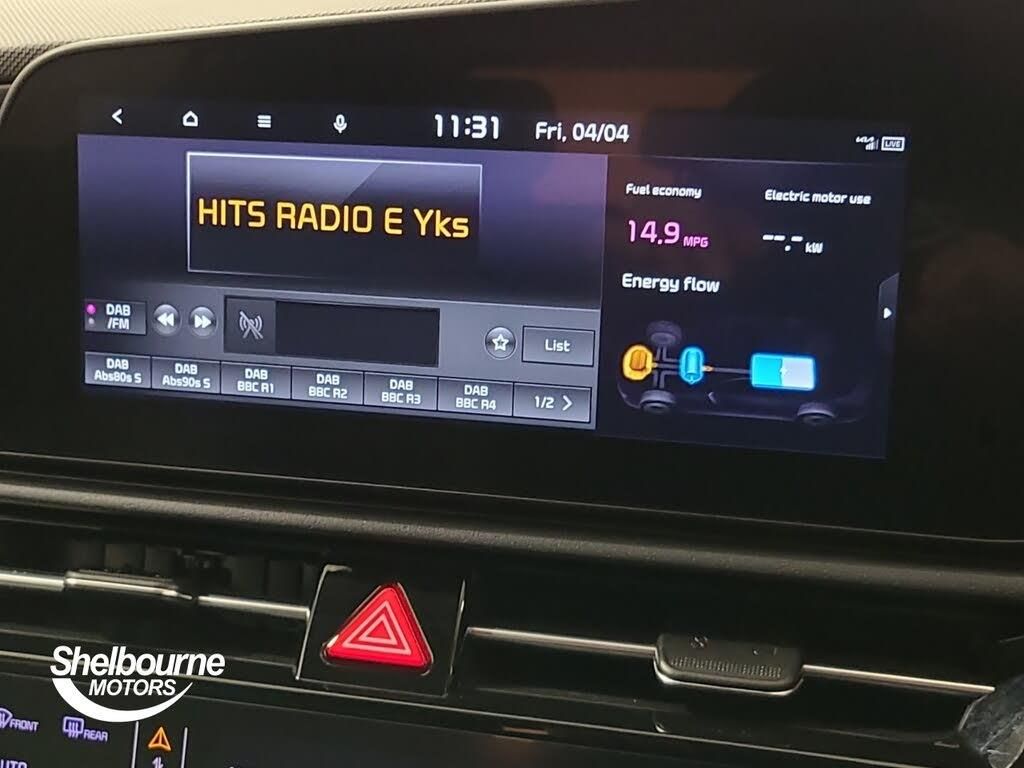 11:31 Fri, 04/04
LIVE
HITS RADIO E Yks
Fuel economy
14.9 MPG
Electric motor use
--.- kW
Energy flow
DAB
/FM
List
DAB
Abs80s S
DAB
Abs90s S
DAB
BBC R1
DAB
BBC R2
DAB
BBC R3
DAB
BBC R4
1/2
Shelbourne
MOTORS
FRONT
REAR